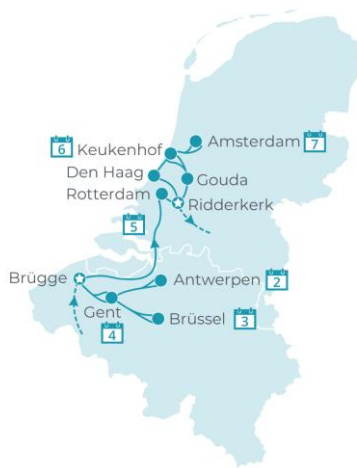 6 Keukenhof
Amsterdam 7
Den Haag
Gouda
Rotterdam
Ridderkerk
5
Brügge
Antwerpen 2
Gent
Brüssel 3
4